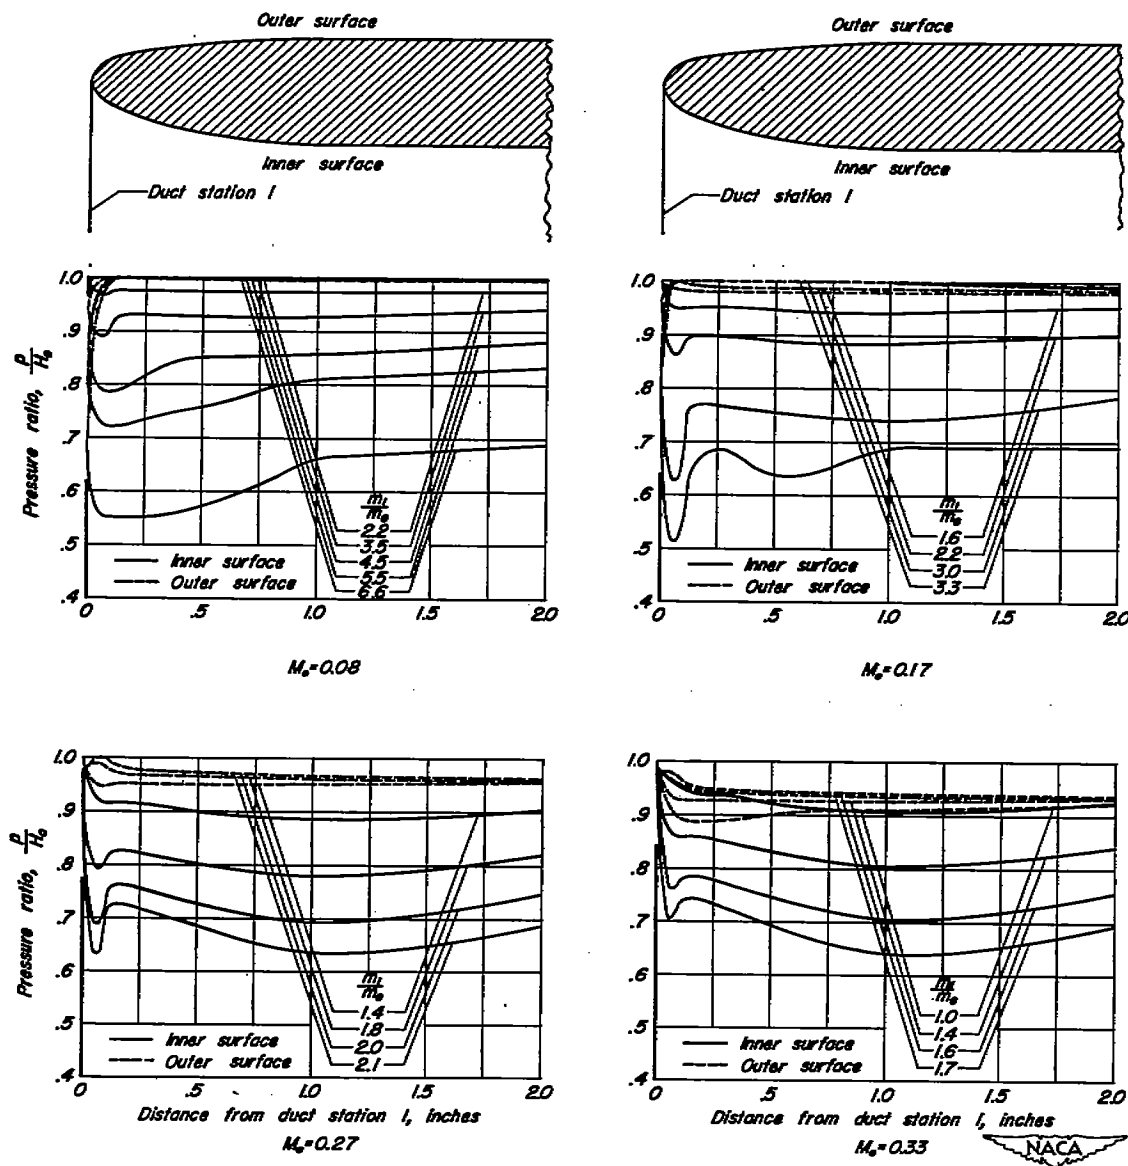 Outer surface
Outer surface
Inner surface
Inner surface
Duct station 1
Duct station 1
1.0
.9
.8
.7
.6
.5
.4
Pressure ratio, p/H₀
m₁/m₀
2.2
3.5
4.5
5.5
6.6
Inner surface
Outer surface
0 .5 1.0 1.5 2.0
M₀=0.08
1.0
.9
.8
.7
.6
.5
.4
m₁/m₀
1.6
2.2
3.0
3.3
Inner surface
Outer surface
0 .5 1.0 1.5 2.0
M₀=0.17
1.0
.9
.8
.7
.6
.5
.4
Pressure ratio, p/H₀
m₁/m₀
1.4
1.8
2.0
2.1
Inner surface
Outer surface
0 .5 1.0 1.5 2.0
Distance from duct station 1, inches
M₀=0.27
1.0
.9
.8
.7
.6
.5
.4
m₁/m₀
1.0
1.4
1.6
1.7
Inner surface
Outer surface
0 .5 1.0 1.5 2.0
Distance from duct station 1, inches
M₀=0.33
NACA